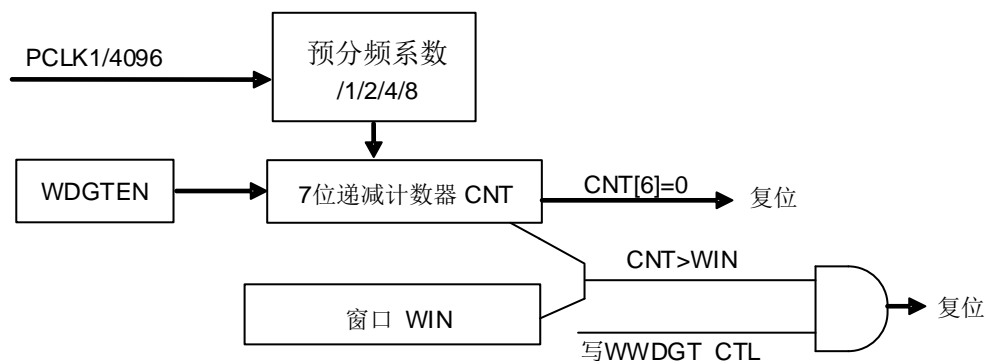 PCLK1/4096
预分频系数
/1/2/4/8
WDGTEN
7位递减计数器 CNT
CNT[6]=0
复位
CNT>WIN
窗口 WIN
复位
写WWDGT_CTL